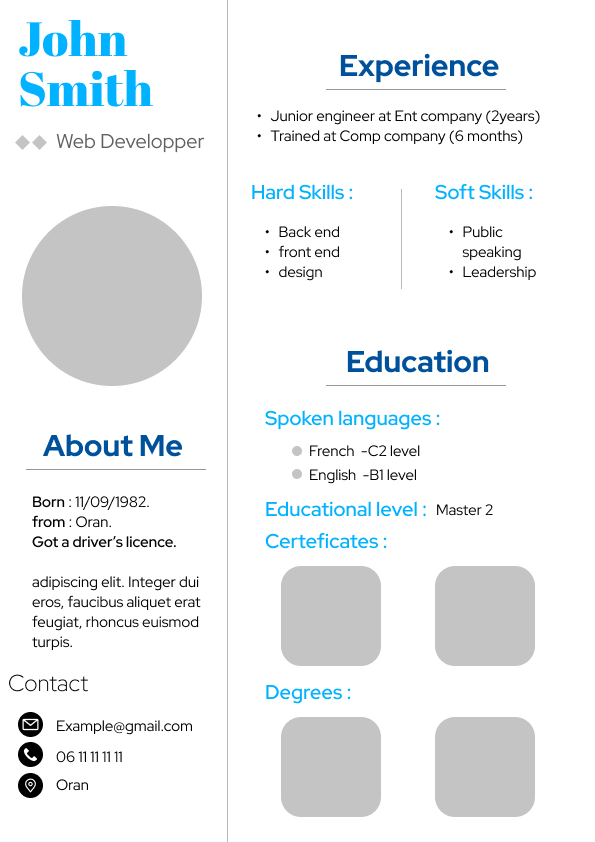 John
Smith
Web Developper
About Me
Born : 11/09/1982.
from : Oran.
Got a driver’s licence.
adipiscing elit. Integer dui
eros, faucibus aliquet erat
feugiat, rhoncus euismod
turpis.
Contact
Example@gmail.com
06 11 11 11 11
Oran
Experience
• Junior engineer at Ent company (2years)
• Trained at Comp company (6 months)
Hard Skills :
• Back end
• front end
• design
Soft Skills :
• Public
speaking
• Leadership
Education
Spoken languages :
French -C2 level
English -B1 level
Educational level : Master 2
Certeficates :
Degrees :